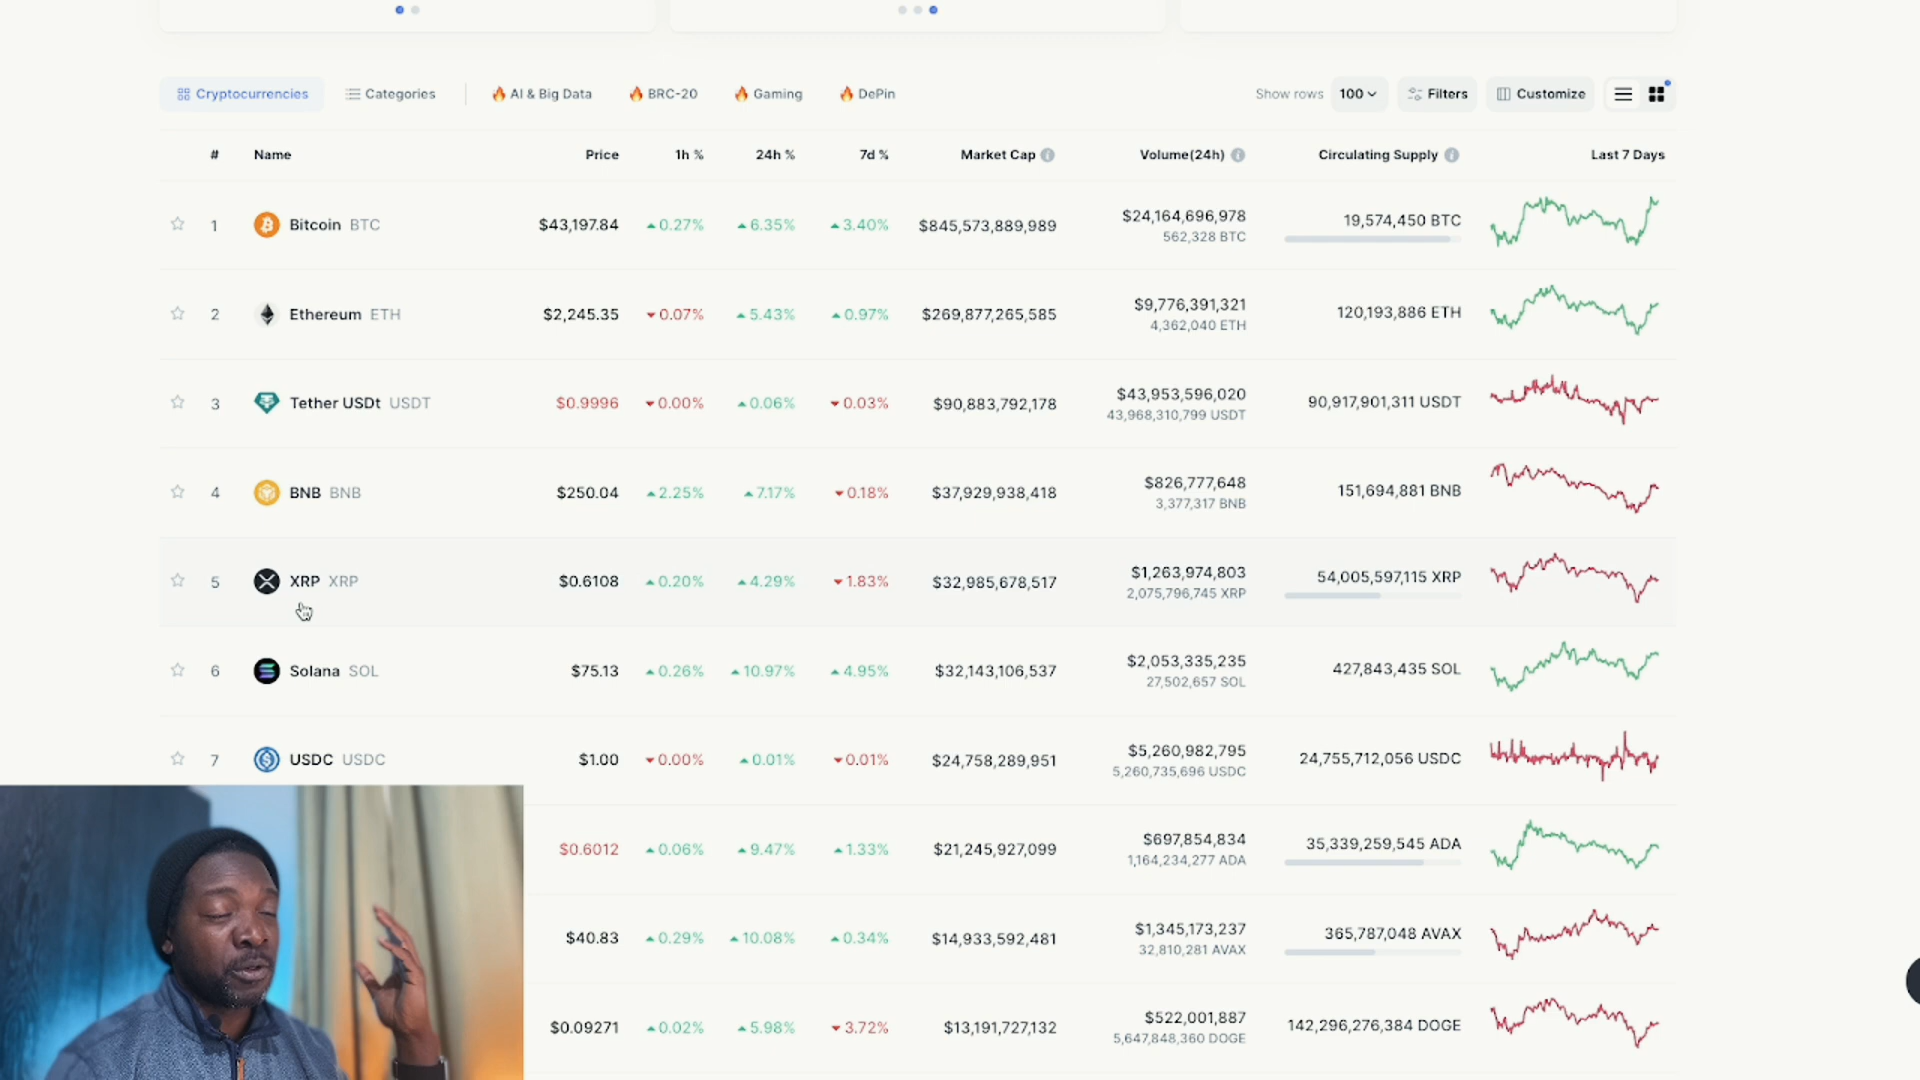 Cryptocurrencies Categories AI & Big Data BRC-20 Gaming DePin Show rows 100 Filters Customize
# Name Price 1h % 24h % 7d % Market Cap Volume(24h) Circulating Supply Last 7 Days
1 Bitcoin BTC $43,197.84 0.27% 6.35% 3.40% $845,573,889,989 $24,164,696,978 19,574,450 BTC
562,328 BTC
2 Ethereum ETH $2,245.35 0.07% 5.43% 0.97% $269,877,265,585 $9,776,391,321 120,193,886 ETH
4,362,040 ETH
3 Tether USDt USDT $0.9996 0.00% 0.06% 0.03% $90,883,792,178 $43,953,596,020 90,917,901,311 USDT
43,968,310,799 USDT
4 BNB BNB $250.04 2.25% 7.17% 0.18% $37,929,938,418 $826,777,648 151,694,881 BNB
3,377,317 BNB
5 XRP XRP $0.6108 0.20% 4.29% 1.83% $32,985,678,517 $1,263,974,803 54,005,597,115 XRP
2,075,796,745 XRP
6 Solana SOL $75.13 0.26% 10.97% 4.95% $32,143,106,537 $2,053,335,235 427,843,435 SOL
27,502,657 SOL
7 USDC USDC $1.00 0.00% 0.01% 0.01% $24,758,289,951 $5,260,982,795 24,755,712,056 USDC
5,260,735,696 USDC
$0.6012 0.06% 9.47% 1.33% $21,245,927,099 $697,854,834 35,339,259,545 ADA
1,164,234,277 ADA
$40.83 0.29% 10.08% 0.34% $14,933,592,481 $1,345,173,237 365,787,048 AVAX
32,810,281 AVAX
$0.09271 0.02% 5.98% 3.72% $13,191,727,132 $522,001,887 142,296,276,384 DOGE
5,647,848,360 DOGE